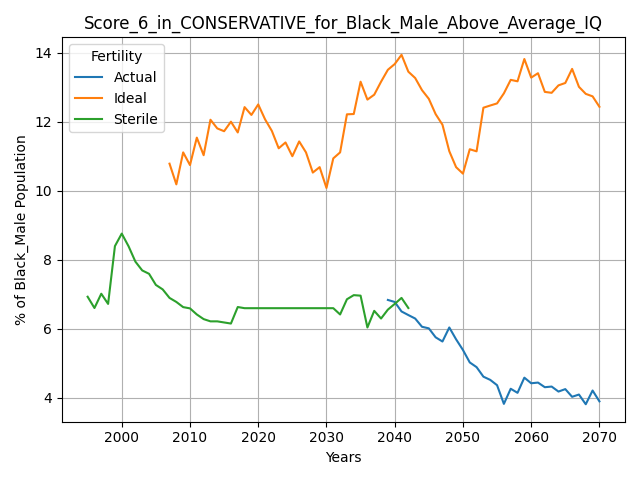 Score_6_in_CONSERVATIVE_for_Black_Male_Above_Average_IQ
Fertility
Actual
Ideal
Sterile
% of Black_Male Population
14
12
10
8
6
4
2000
2010
2020
2030
2040
2050
2060
2070
Years